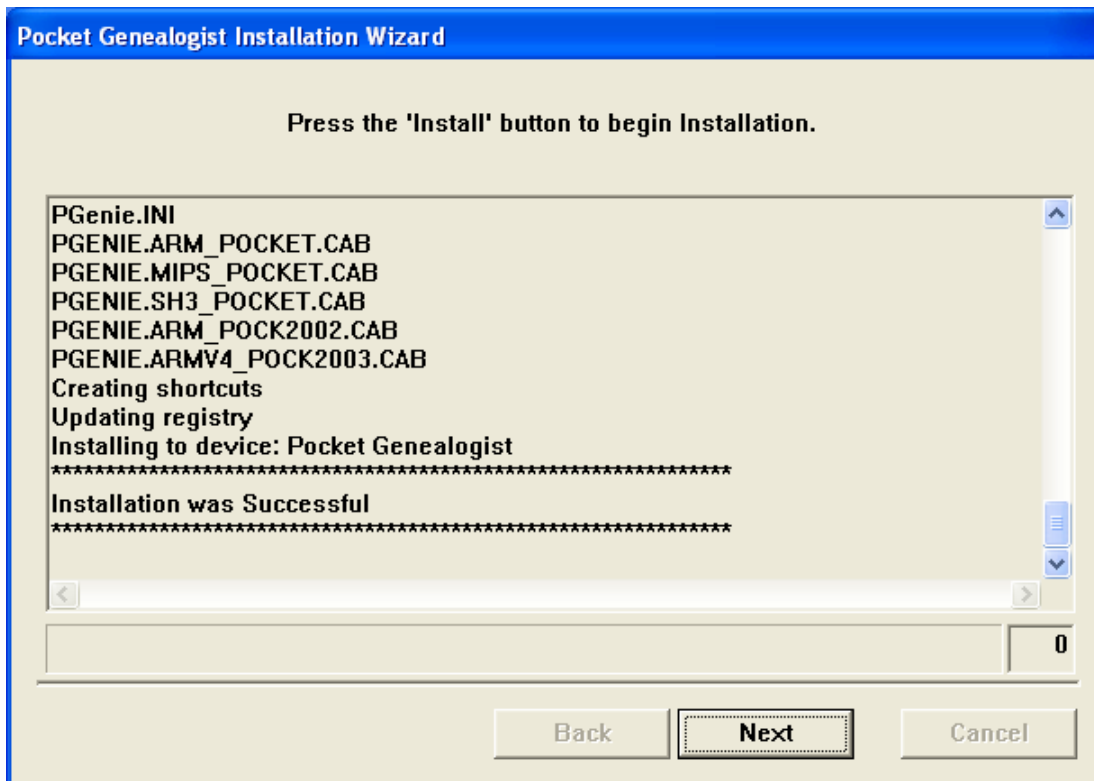 Pocket Genealogist Installation Wizard
Press the 'Install' button to begin Installation.
PGenie.INI
PGENIE.ARM_POCKET.CAB
PGENIE.MIPS_POCKET.CAB
PGENIE.SH3_POCKET.CAB
PGENIE.ARM_POCK2002.CAB
PGENIE.ARMV4_POCK2003.CAB
Creating shortcuts
Updating registry
Installing to device: Pocket Genealogist
**************************************************************
Installation was Successful
**************************************************************
0
Back Next Cancel